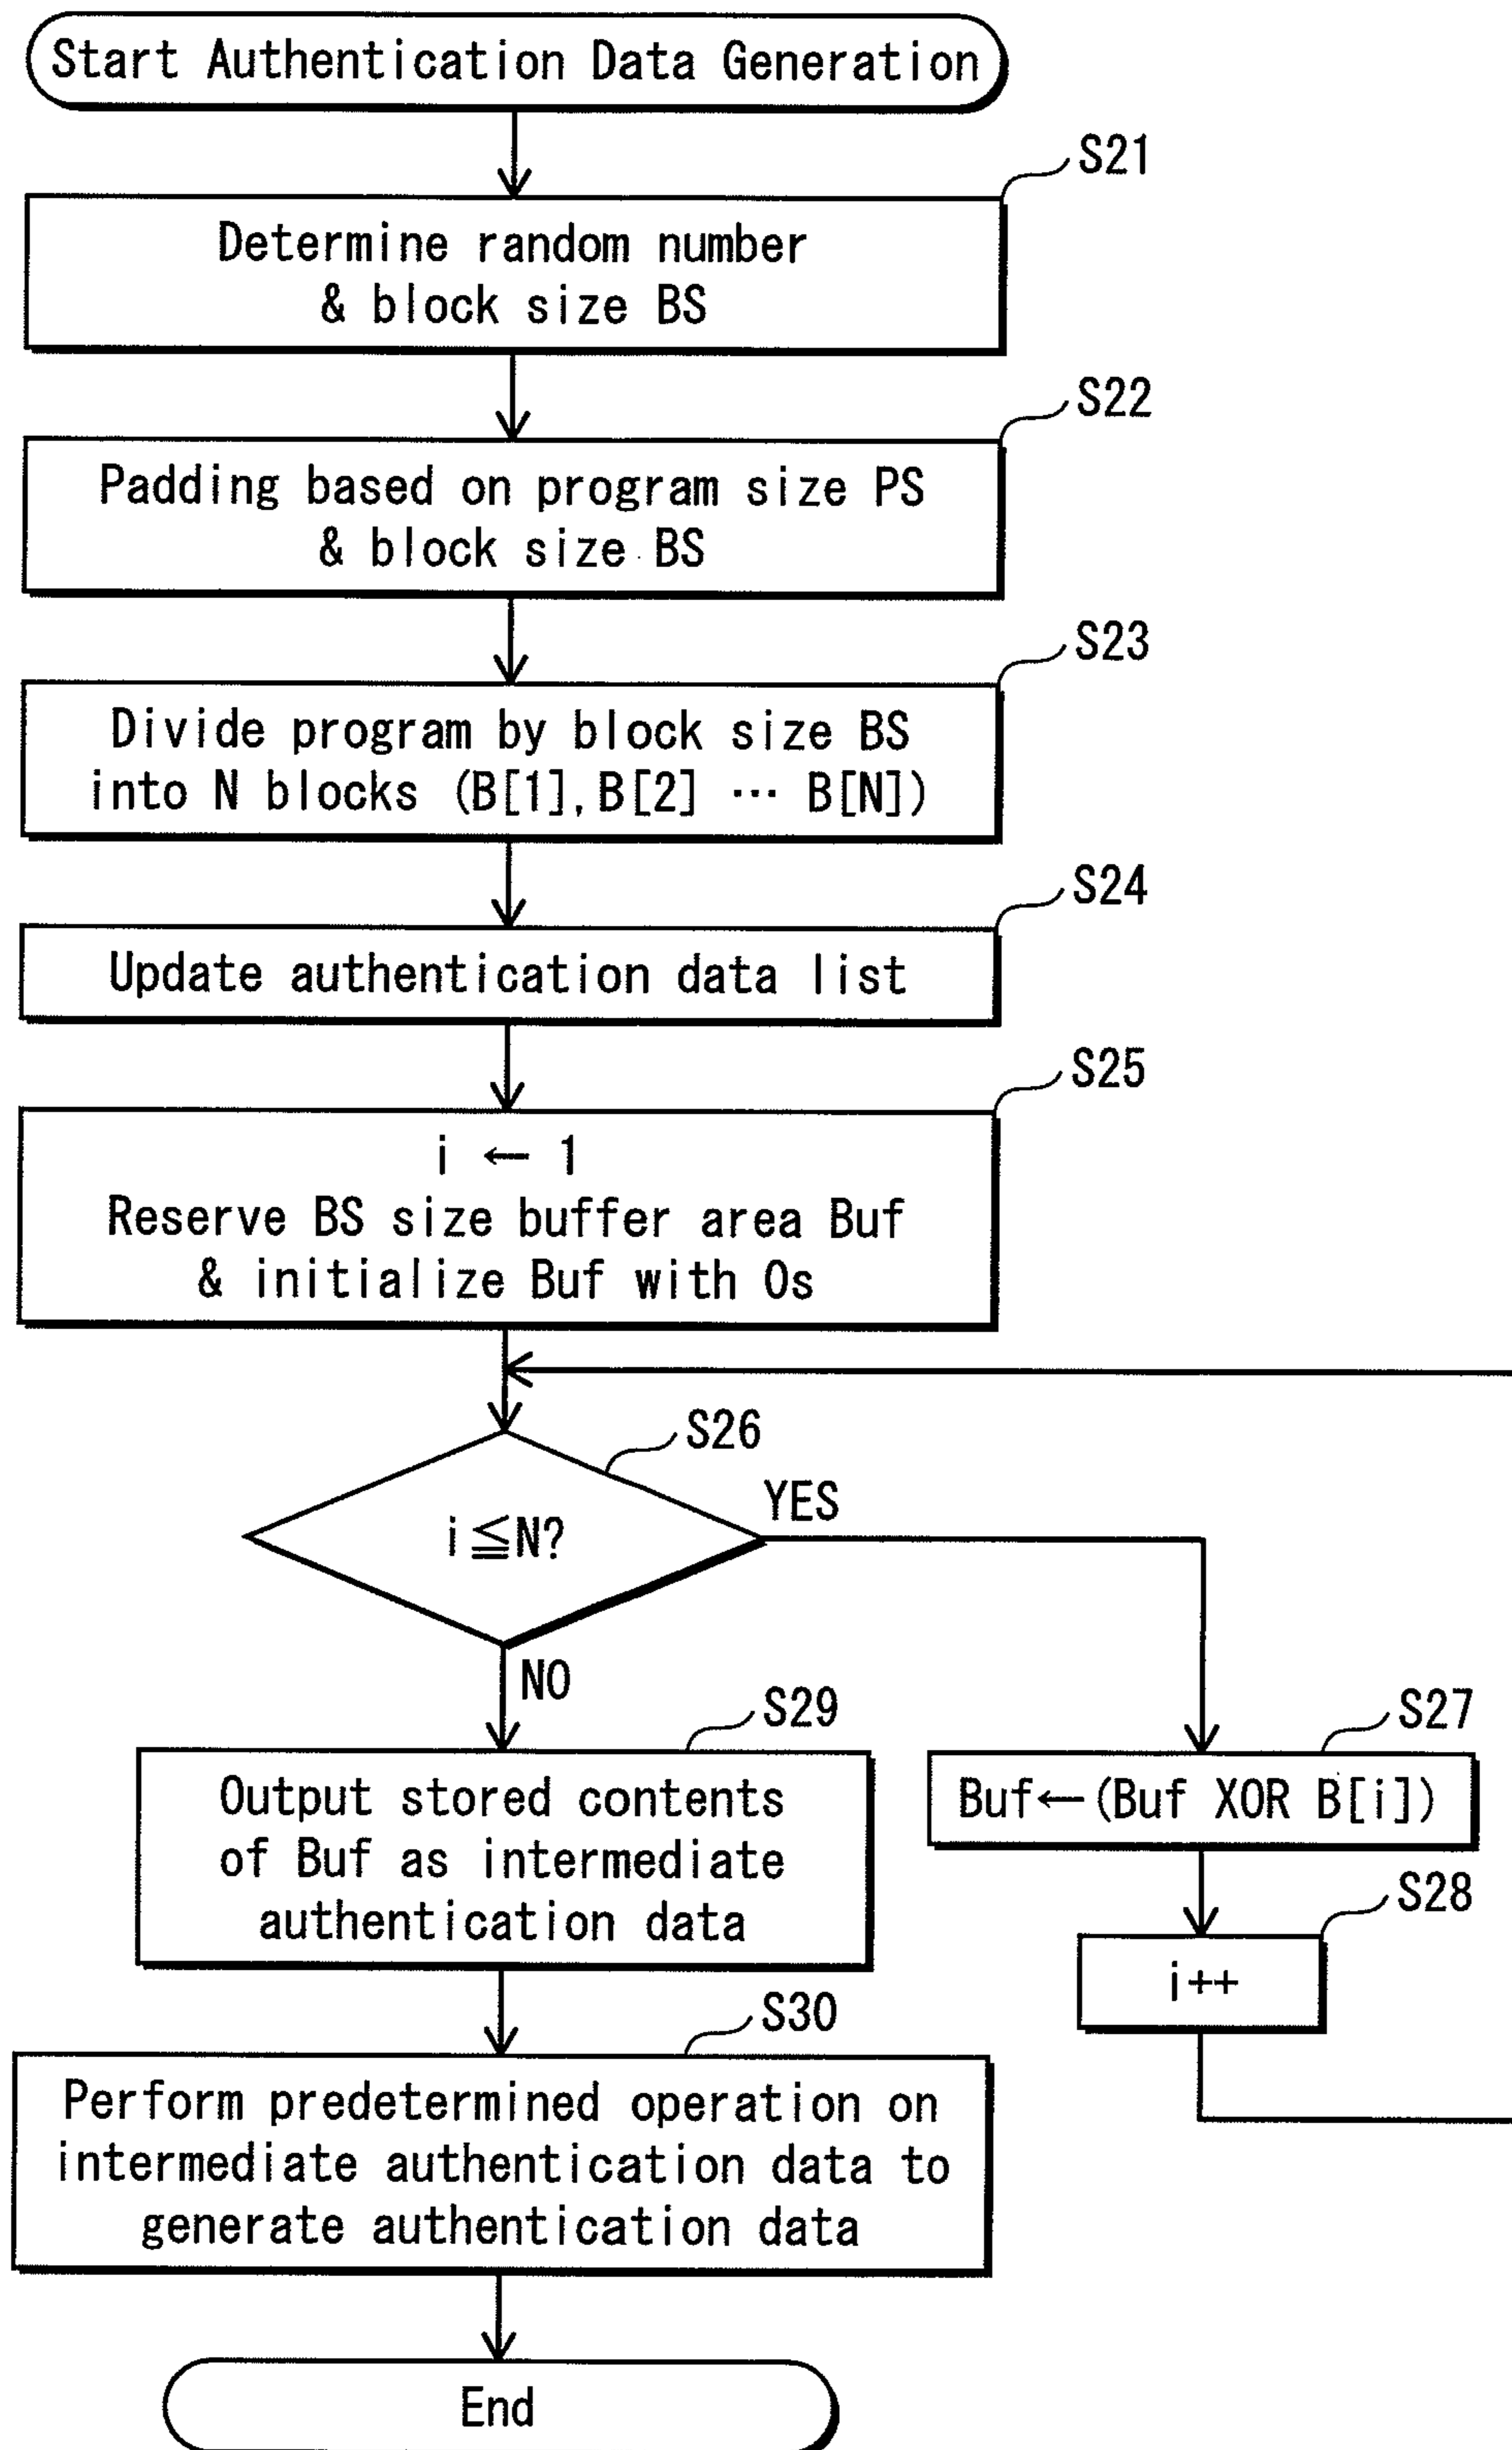 Start Authentication Data Generation
S21
Determine random number
& block size BS
S22
Padding based on program size PS
& block size BS
S23
Divide program by block size BS
into N blocks (B[1],B[2] ··· B[N])
S24
Update authentication data list
S25
i ← 1
Reserve BS size buffer area Buf
& initialize Buf with 0s
S26
i≦N?
YES
NO
S27
Buf←(Buf XOR B[i])
S28
i++
S29
Output stored contents
of Buf as intermediate
authentication data
S30
Perform predetermined operation on
intermediate authentication data to
generate authentication data
End